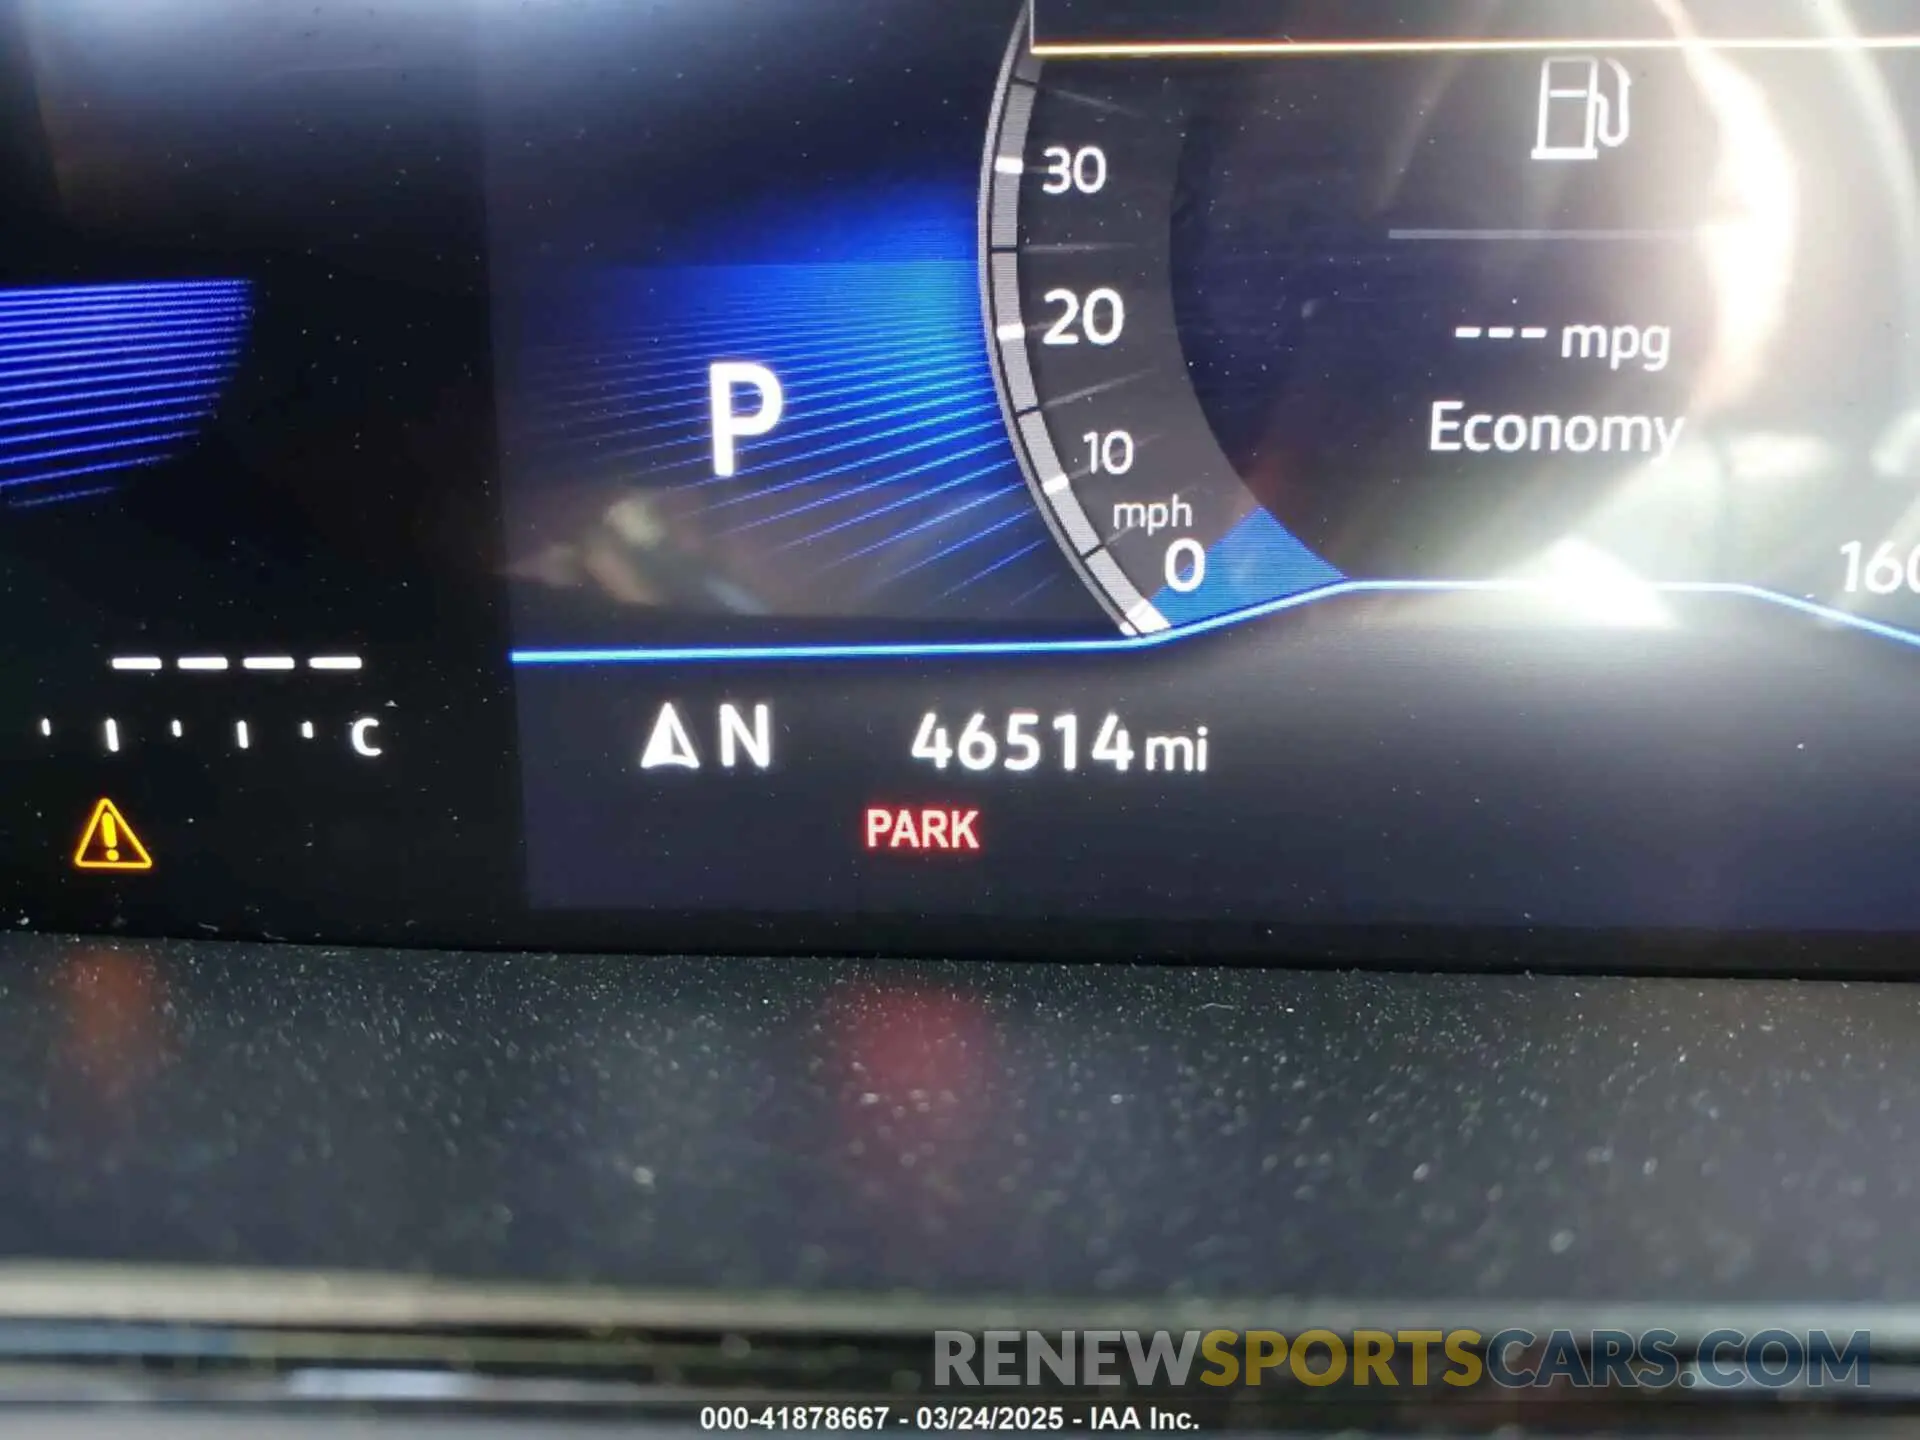 30
20
10
mph
0
P
--- mpg
Economy
160
----
C
N
46514 mi
PARK
RENEWSPORTSCARS.COM
000-41878667 - 03/24/2025 - IAA Inc.